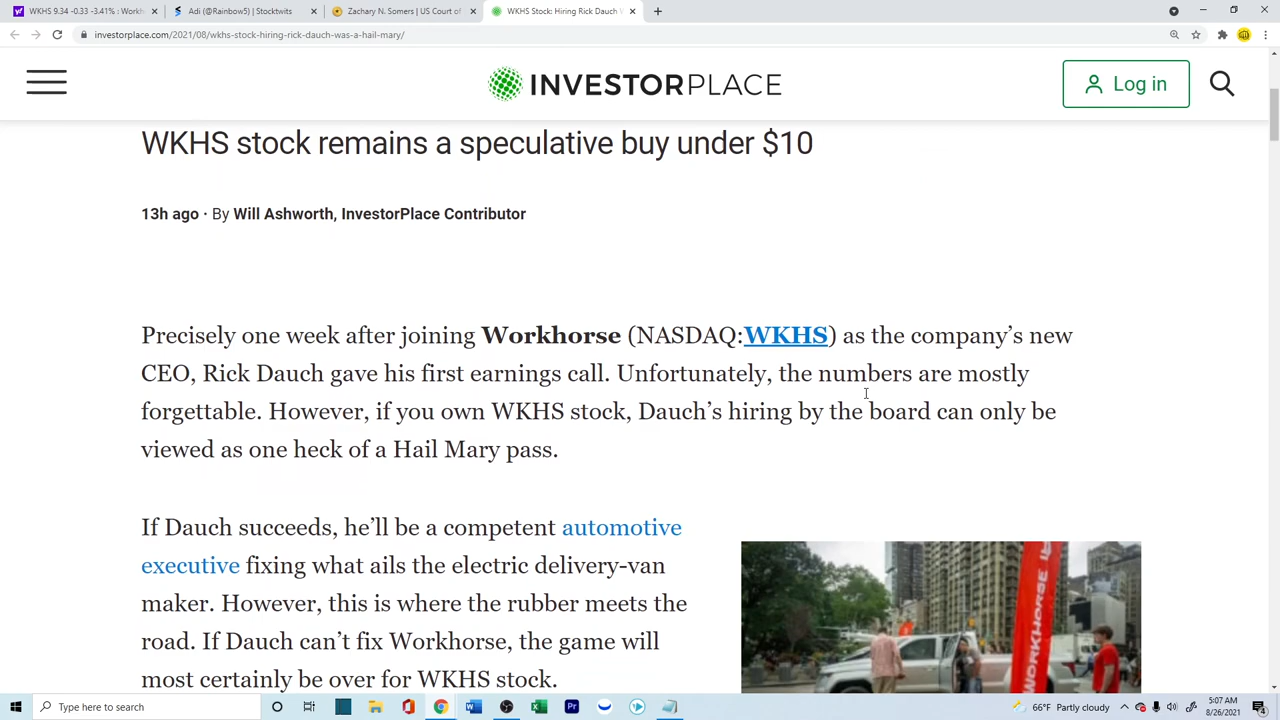 WKHS 9.34 -0.33 -3.41% : Workh
Adi (@Rainbow5) | Stocktwits
Zachary N. Somers | US Court of
WKHS Stock: Hiring Rick Dauch
investorplace.com/2021/08/wkhs-stock-hiring-rick-dauch-was-a-hail-mary/
INVESTORPLACE
Log in
WKHS stock remains a speculative buy under $10
13h ago · By Will Ashworth, InvestorPlace Contributor
Precisely one week after joining Workhorse (NASDAQ:WKHS) as the company’s new
CEO, Rick Dauch gave his first earnings call. Unfortunately, the numbers are mostly
forgettable. However, if you own WKHS stock, Dauch’s hiring by the board can only be
viewed as one heck of a Hail Mary pass.
If Dauch succeeds, he’ll be a competent automotive
executive fixing what ails the electric delivery-van
maker. However, this is where the rubber meets the
road. If Dauch can’t fix Workhorse, the game will
most certainly be over for WKHS stock.
WORKHORSE
Type here to search
66°F Partly cloudy
5:07 AM
8/26/2021
4